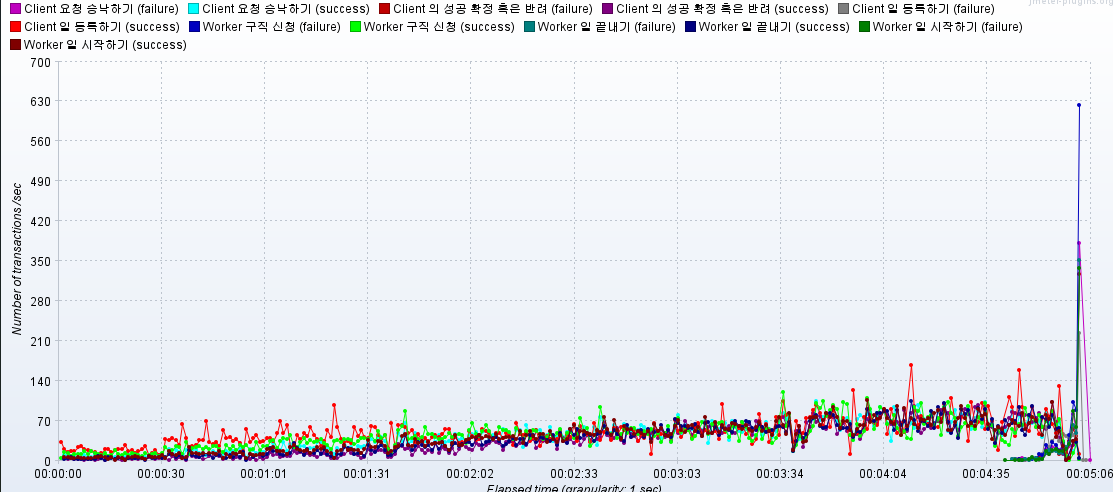 jmeter-plugins.org
Client 요청 승낙하기 (failure) Client 요청 승낙하기 (success) Client 의 성공 확정 혹은 반려 (failure) Client 의 성공 확정 혹은 반려 (success) Client 일 등록하기 (failure)
Client 일 등록하기 (success) Worker 구직 신청 (failure) Worker 구직 신청 (success) Worker 일 끝내기 (failure) Worker 일 끝내기 (success) Worker 일 시작하기 (failure)
Worker 일 시작하기 (success)
Number of transactions /sec
700
630
560
490
420
350
280
210
140
70
0
00:00:00 00:00:30 00:01:01 00:01:31 00:02:02 00:02:33 00:03:03 00:03:34 00:04:04 00:04:35 00:05:06
Elapsed time (granularity: 1 sec)